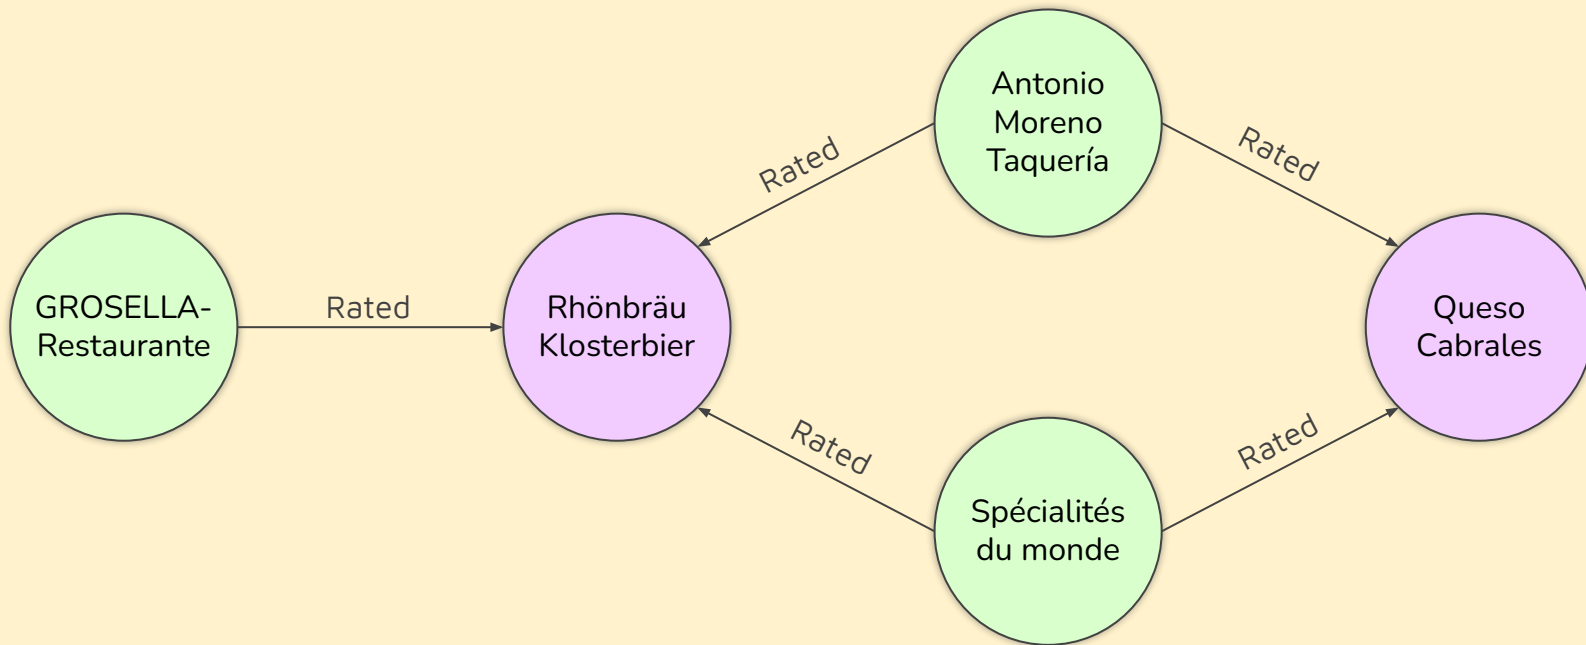 Antonio
Moreno
Taquería
Rated
Rated
GROSELLA-
Restaurante
Rated
Rhönbräu
Klosterbier
Queso
Cabrales
Rated
Rated
Spécialités
du monde